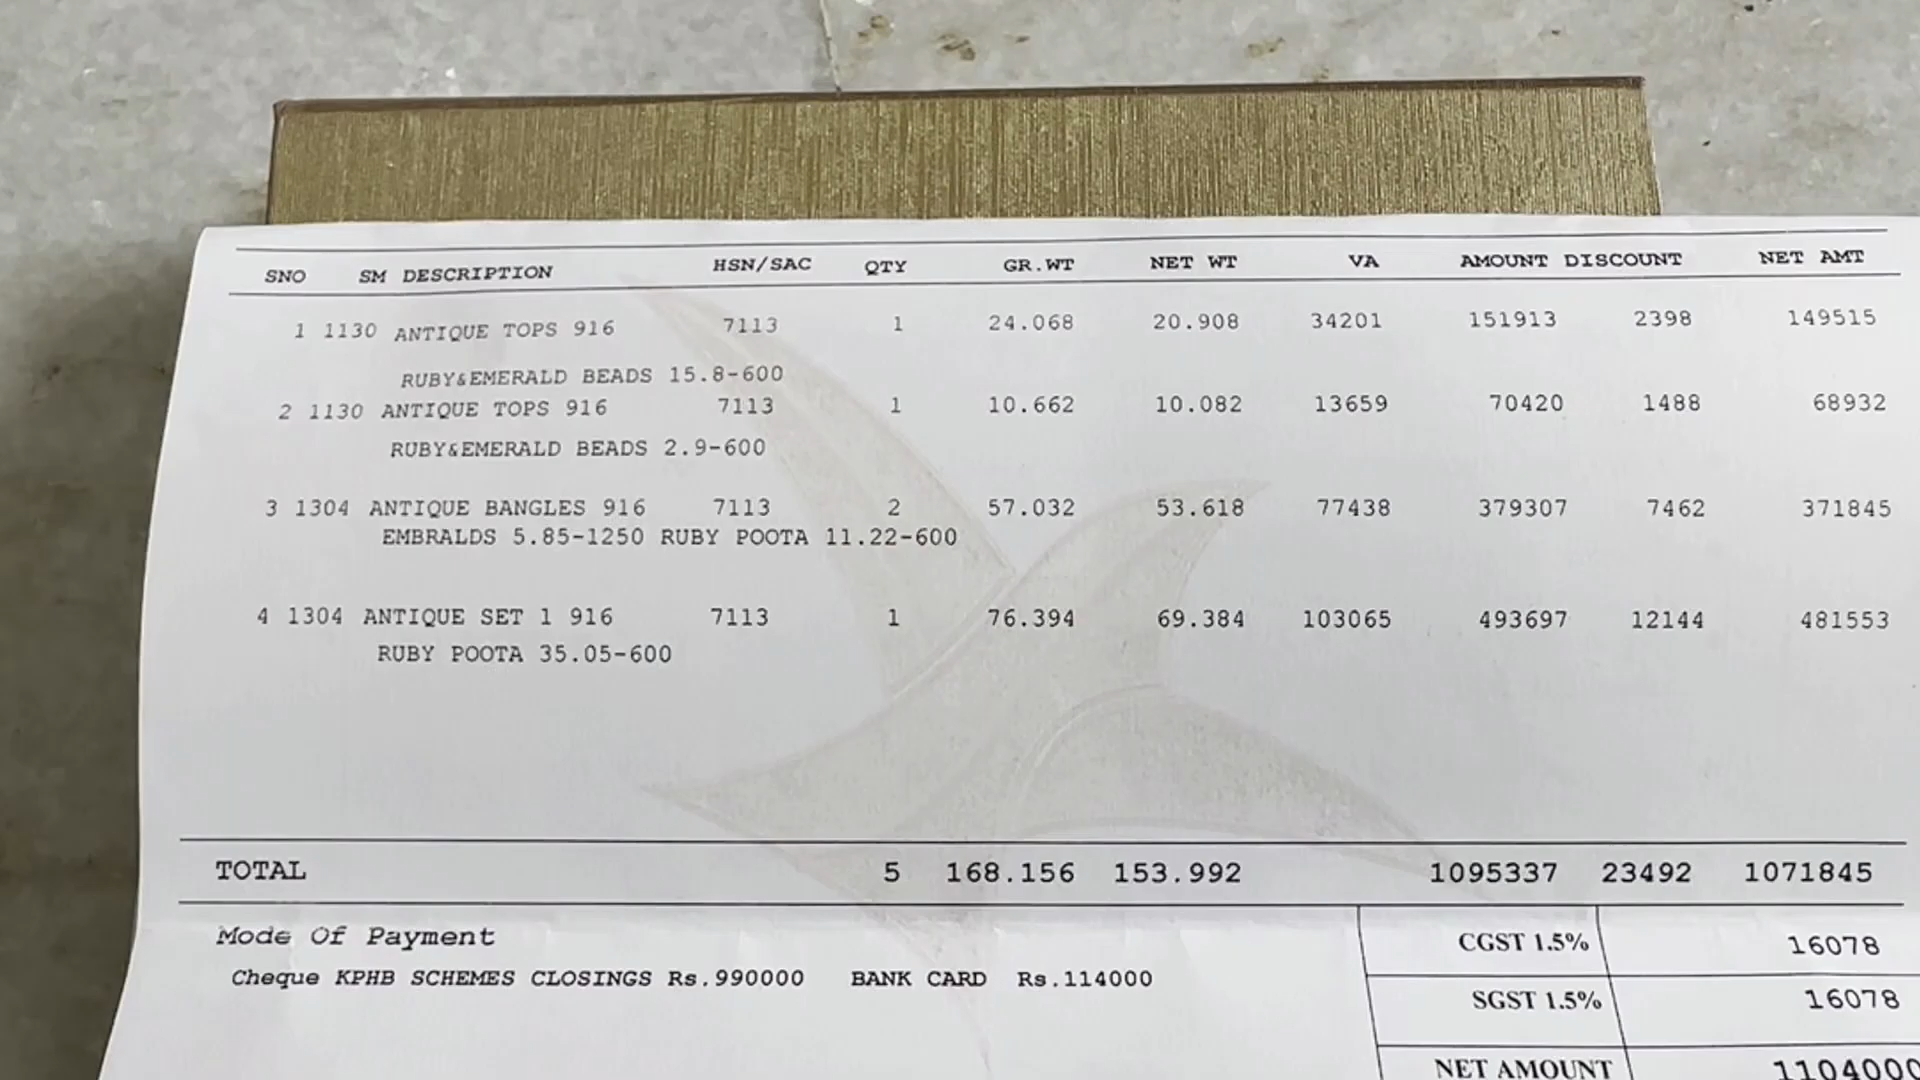 SNO SM DESCRIPTION HSN/SAC QTY GR.WT NET WT VA AMOUNT DISCOUNT NET AMT
1 1130 ANTIQUE TOPS 916 7113 1 24.068 20.908 34201 151913 2398 149515
RUBY&EMERALD BEADS 15.8-600
2 1130 ANTIQUE TOPS 916 7113 1 10.662 10.082 13659 70420 1488 68932
RUBY&EMERALD BEADS 2.9-600
3 1304 ANTIQUE BANGLES 916 7113 2 57.032 53.618 77438 379307 7462 371845
EMBRALDS 5.85-1250 RUBY POOTA 11.22-600
4 1304 ANTIQUE SET 1 916 7113 1 76.394 69.384 103065 493697 12144 481553
RUBY POOTA 35.05-600
TOTAL 5 168.156 153.992 1095337 23492 1071845
Mode Of Payment
Cheque KPHB SCHEMES CLOSINGS Rs.990000 BANK CARD Rs.114000
CGST 1.5% 16078
SGST 1.5% 16078
NET AMOUNT 1104000